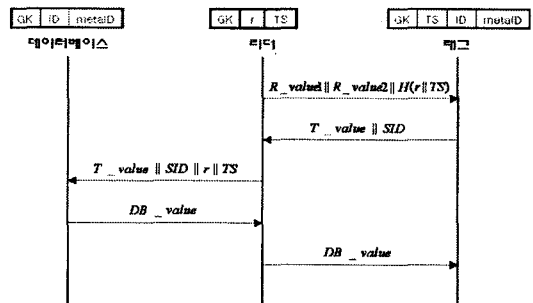 GK ID metaID
GK r TS
GK TS ID metaID
데이터베이스
리더
태그
R_value1 || R_value2 || H(r || TS)
T_value || SID
T_value || SID || r || TS
DB_value
DB_value